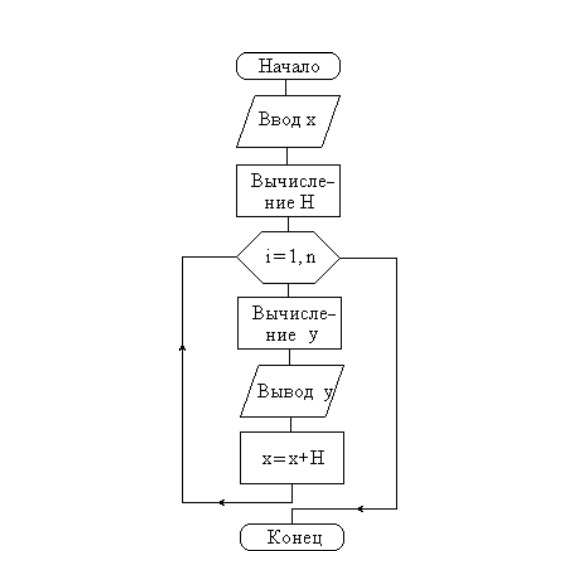 Начало
Ввод x
Вычисле-
ние H
i=1,n
Вычисле-
ние y
Вывод y
x=x+H
Конец